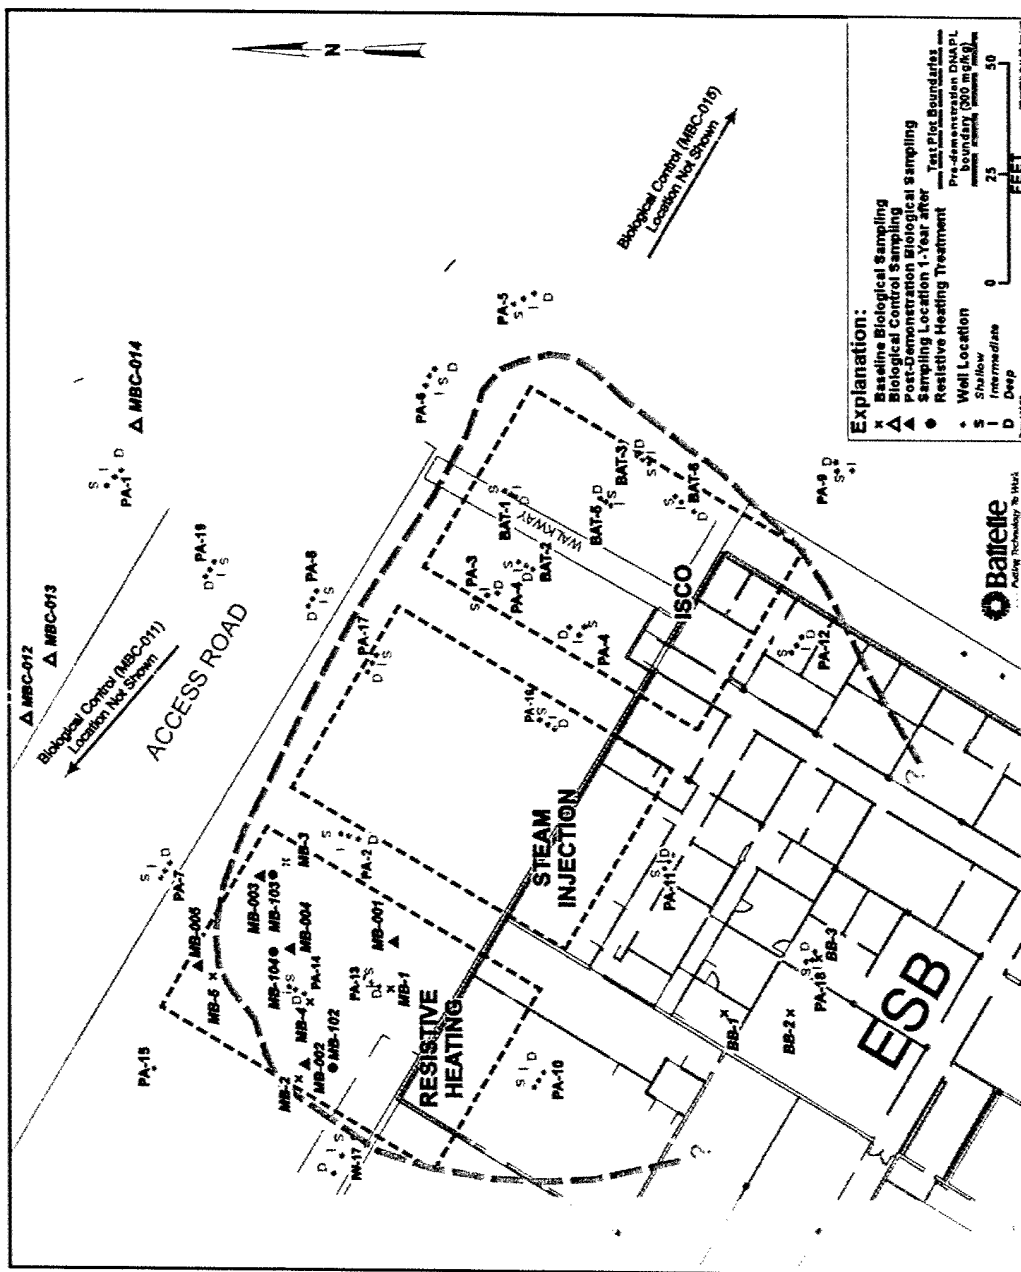 N
Biological Control (MBC-011)
Location Not Shown
ACCESS ROAD
MBC-012
MBC-013
MBC-014
Biological Control (MBC-015)
Location Not Shown
PA-1
S
I
D
PA-19
D
I
S
PA-8
D
I
S
PA-17
D
I
S
PA-7
S
I
D
PA-15
PA-6
I
S
D
PA-5
S
I
D
MB-005
MB-5
MB-003
MB-103
MB-3
MB-104
MB-004
MB-4
PA-14
D
I
S
MB-2
MB-002
MB-102
PA-13
D
I
S
MB-001
MB-1
PA-2
I
S
D
RESISTIVE
HEATING
STEAM
INJECTION
ISCO
WALKWAY
PA-3
S
I
D
BAT-1
S
I
D
PA-4
BAT-2
S
I
D
BAT-5
D
I
S
BAT-3
D
I
S
BAT-6
S
I
D
PA-4
D
I
S
PA-16
S
I
D
PA-9
S
D
I
PA-12
S
I
D
PA-11
S
I
D
PA-10
S
I
D
D
I
S
PA-18
S
D
I
BB-3
BB-1
BB-2
ESB
?
?
Explanation:
Baseline Biological Sampling
Biological Control Sampling
Post-Demonstration Biological Sampling
Sampling Location 1-Year after
Resistive Heating Treatment
Well Location
S Shallow
I Intermediate
D Deep
Test Plot Boundaries
Pre-demonstration DNAPL
boundary (300 mg/kg)
0 25 50
FEET
Battelle
Putting Technology To Work